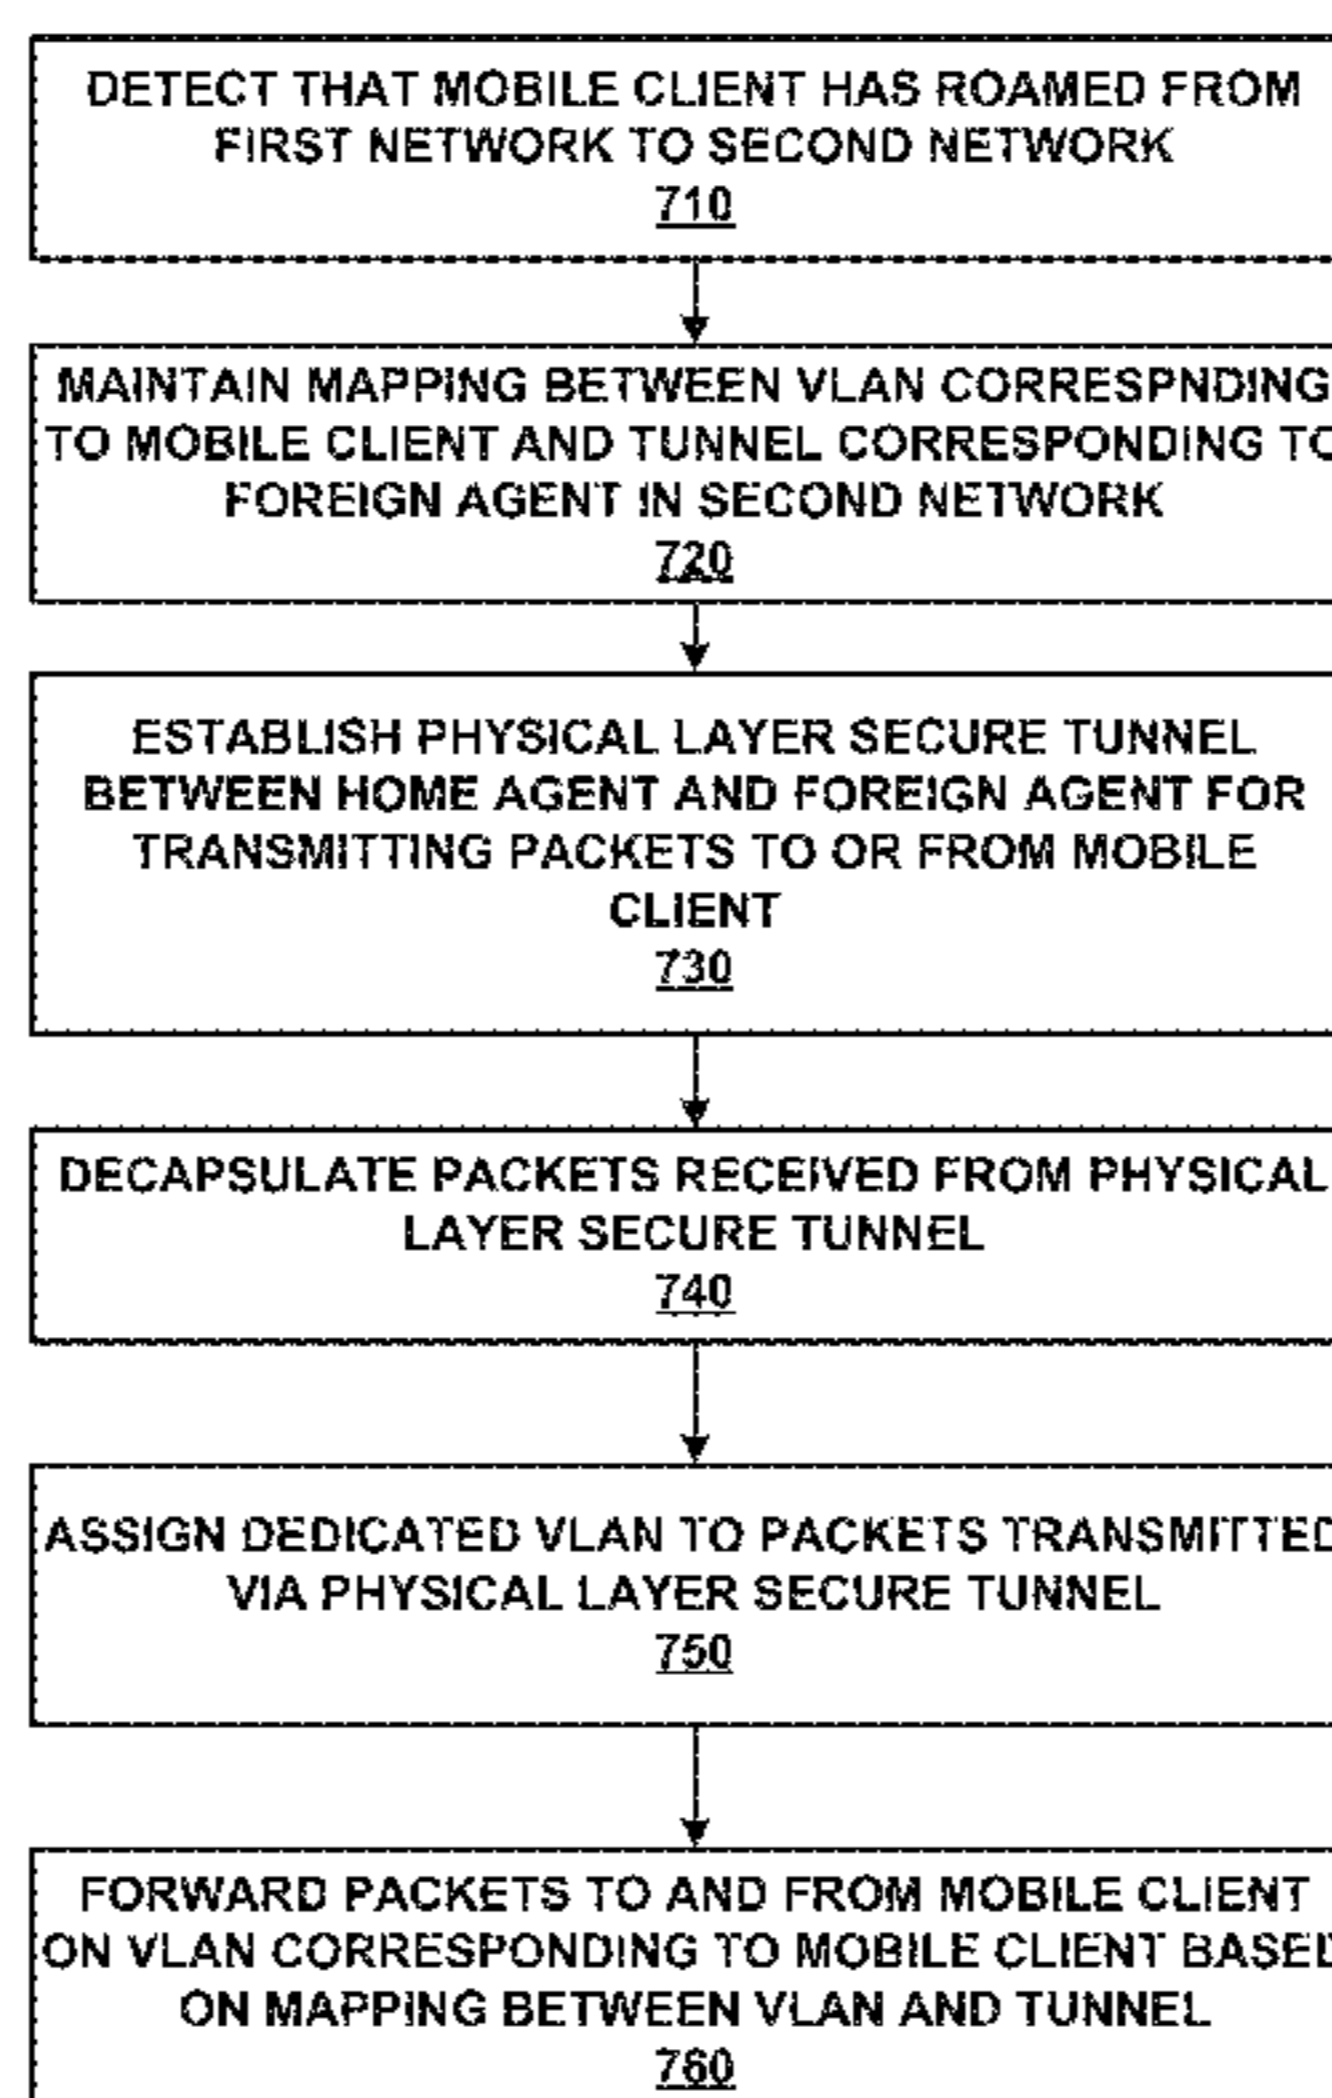 DETECT THAT MOBILE CLIENT HAS ROAMED FROM
FIRST NETWORK TO SECOND NETWORK
710
MAINTAIN MAPPING BETWEEN VLAN CORRESPNDING
TO MOBILE CLIENT AND TUNNEL CORRESPONDING TO
FOREIGN AGENT IN SECOND NETWORK
720
ESTABLISH PHYSICAL LAYER SECURE TUNNEL
BETWEEN HOME AGENT AND FOREIGN AGENT FOR
TRANSMITTING PACKETS TO OR FROM MOBILE
CLIENT
730
DECAPSULATE PACKETS RECEIVED FROM PHYSICAL
LAYER SECURE TUNNEL
740
ASSIGN DEDICATED VLAN TO PACKETS TRANSMITTED
VIA PHYSICAL LAYER SECURE TUNNEL
750
FORWARD PACKETS TO AND FROM MOBILE CLIENT
ON VLAN CORRESPONDING TO MOBILE CLIENT BASED
ON MAPPING BETWEEN VLAN AND TUNNEL
760